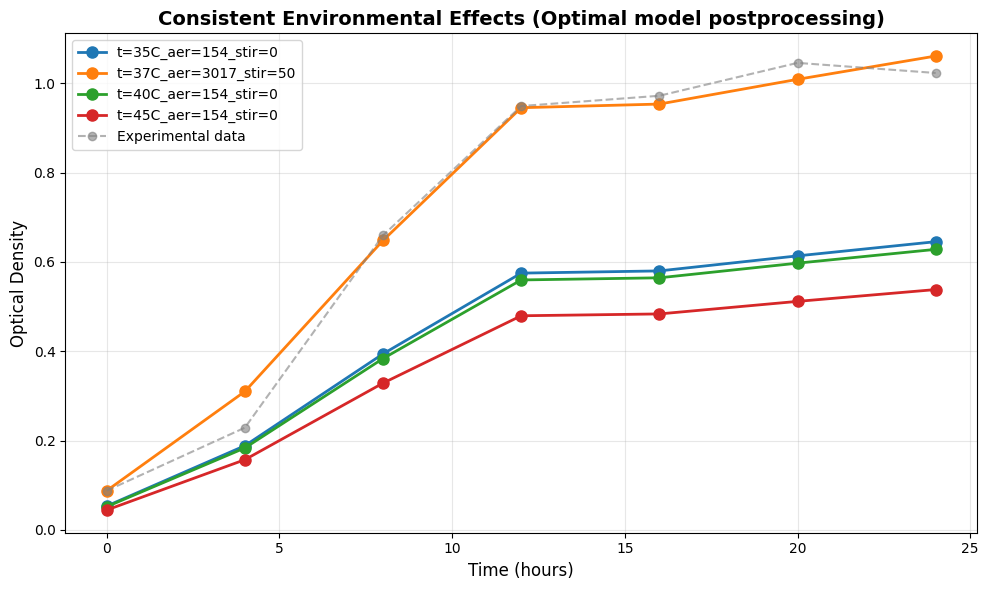 Consistent Environmental Effects (Optimal model postprocessing)
t=35C_aer=154_stir=0
t=37C_aer=3017_stir=50
t=40C_aer=154_stir=0
t=45C_aer=154_stir=0
Experimental data
Optical Density
1.0
0.8
0.6
0.4
0.2
0.0
0 5 10 15 20 25
Time (hours)